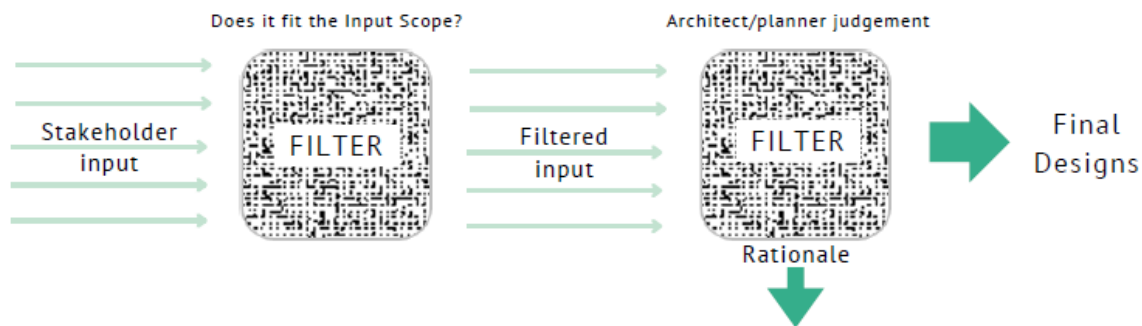 Does it fit the Input Scope?
Architect/planner judgement
Stakeholder
input
FILTER
Filtered
input
FILTER
Final
Designs
Rationale